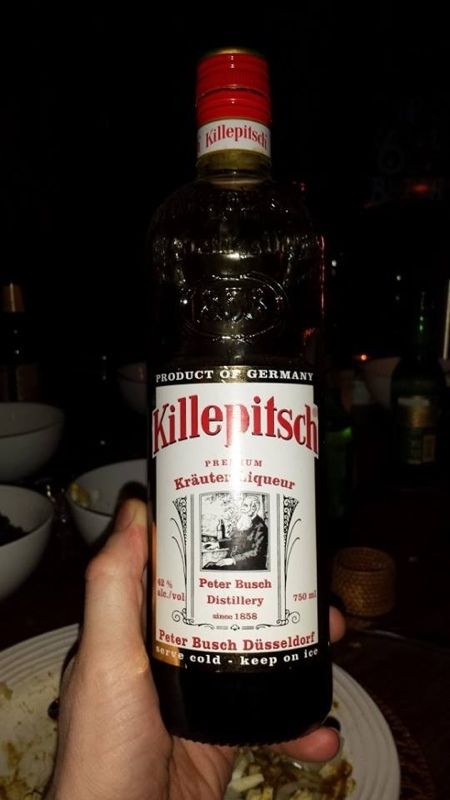 Killepitsch
PRODUCT OF GERMANY
Killepitsch
PREMIUM
Kräuter Liqueur
42 %
alc./vol
750 ml
Peter Busch
Distillery
since 1858
Peter Busch Düsseldorf
serve cold - keep on ice